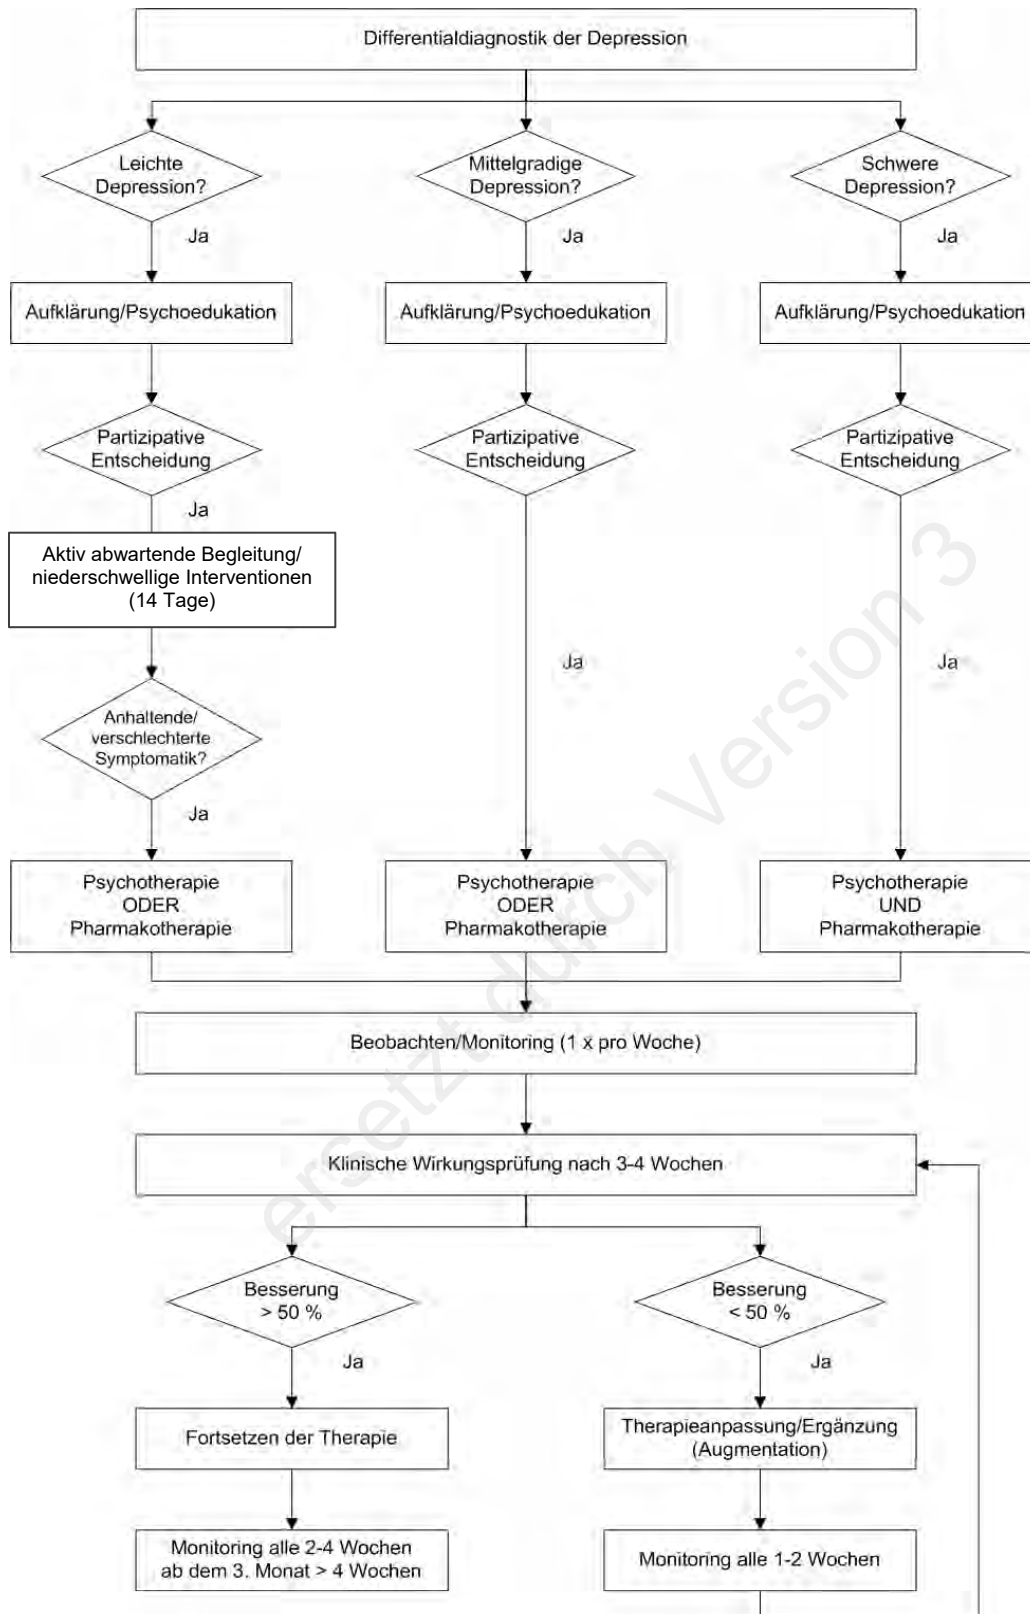 Differentialdiagnostik der Depression
Leichte
Depression?
Mittelgradige
Depression?
Schwere
Depression?
Ja
Ja
Ja
Aufklärung/Psychoedukation
Aufklärung/Psychoedukation
Aufklärung/Psychoedukation
Partizipative
Entscheidung
Partizipative
Entscheidung
Partizipative
Entscheidung
Ja
Aktiv abwartende Begleitung/
niederschwellige Interventionen
(14 Tage)
Ja
Ja
Anhaltende/
verschlechterte
Symptomatik?
Ja
Psychotherapie
ODER
Pharmakotherapie
Psychotherapie
ODER
Pharmakotherapie
Psychotherapie
UND
Pharmakotherapie
Beobachten/Monitoring (1 x pro Woche)
Klinische Wirkungsprüfung nach 3-4 Wochen
Besserung
> 50 %
Besserung
< 50 %
Ja
Ja
Fortsetzen der Therapie
Therapieanpassung/Ergänzung
(Augmentation)
Monitoring alle 2-4 Wochen
ab dem 3. Monat > 4 Wochen
Monitoring alle 1-2 Wochen
ersetzt durch Version 3